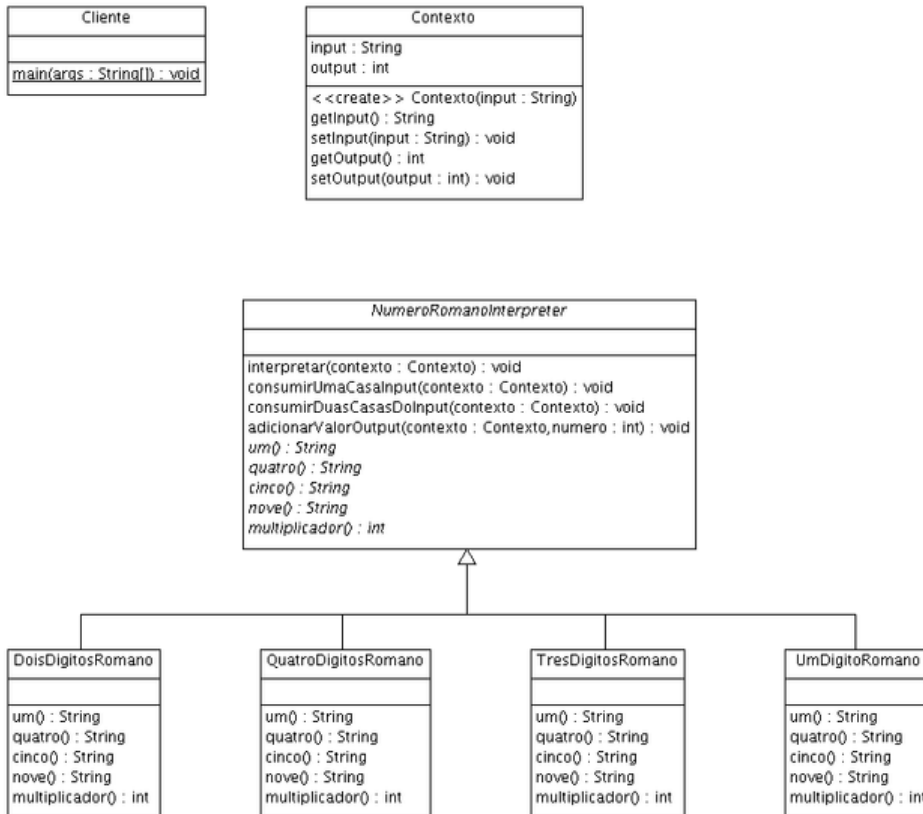 Cliente
main(args : String[]) : void
Contexto
input : String
output : int
<<create>> Contexto(input : String)
getInput() : String
setInput(input : String) : void
getOutput() : int
setOutput(output : int) : void
NumeroRomanoInterpreter
interpretar(contexto : Contexto) : void
consumirUmaCasaInput(contexto : Contexto) : void
consumirDuasCasasDoInput(contexto : Contexto) : void
adicionarValorOutput(contexto : Contexto,numero : int) : void
um() : String
quatro() : String
cinco() : String
nove() : String
multiplicador() : int
DoisDigitosRomano
um() : String
quatro() : String
cinco() : String
nove() : String
multiplicador() : int
QuatroDigitosRomano
um() : String
quatro() : String
cinco() : String
nove() : String
multiplicador() : int
TresDigitosRomano
um() : String
quatro() : String
cinco() : String
nove() : String
multiplicador() : int
UmDigitoRomano
um() : String
quatro() : String
cinco() : String
nove() : String
multiplicador() : int